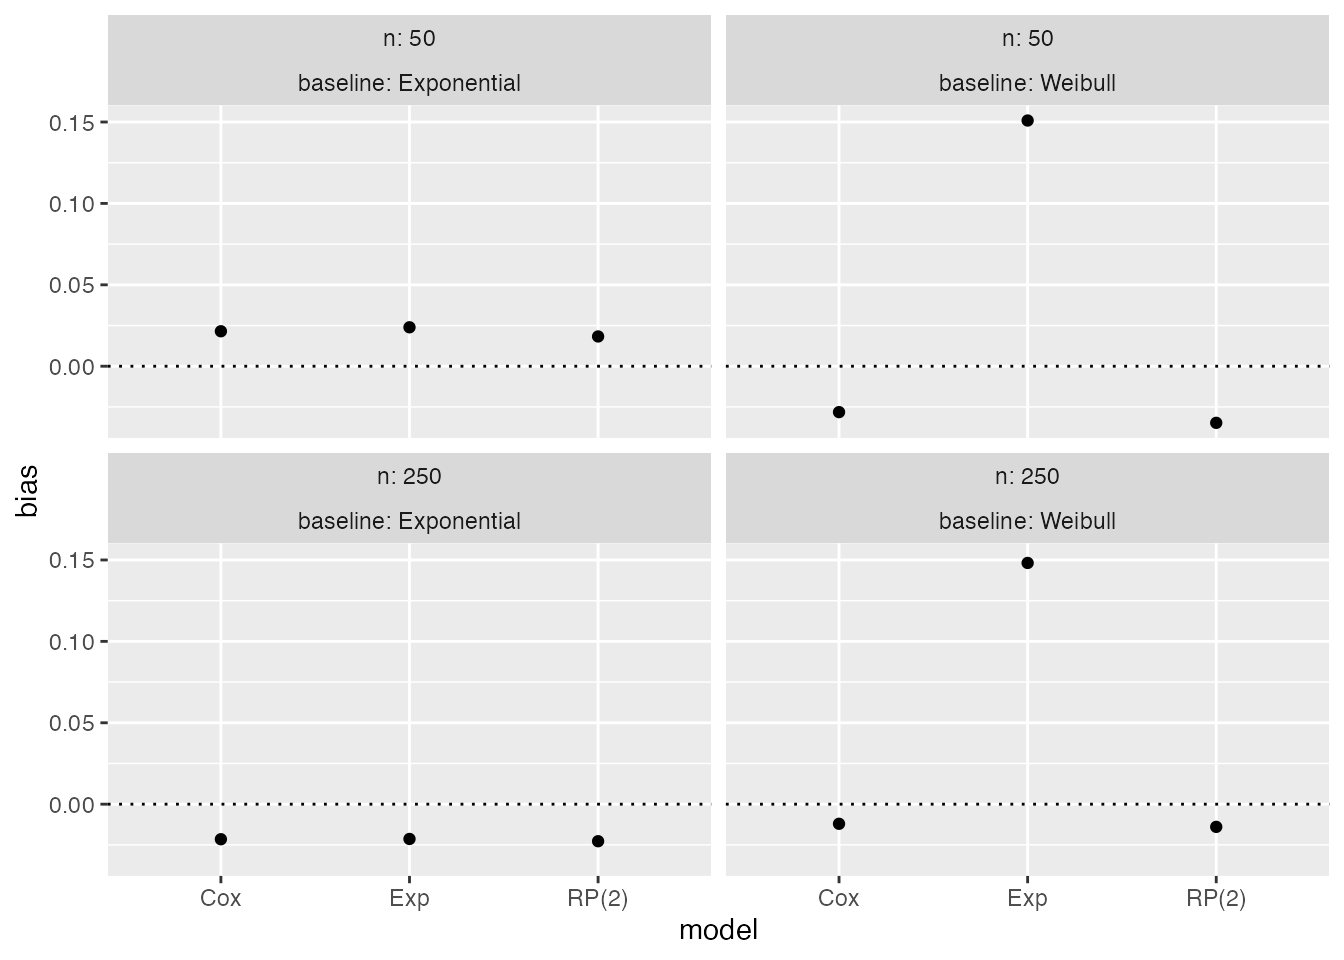 n: 50
baseline: Exponential
n: 50
baseline: Weibull
0.15
0.10
0.05
0.00
bias
n: 250
baseline: Exponential
n: 250
baseline: Weibull
0.15
0.10
0.05
0.00
Cox Exp RP(2)
Cox Exp RP(2)
model